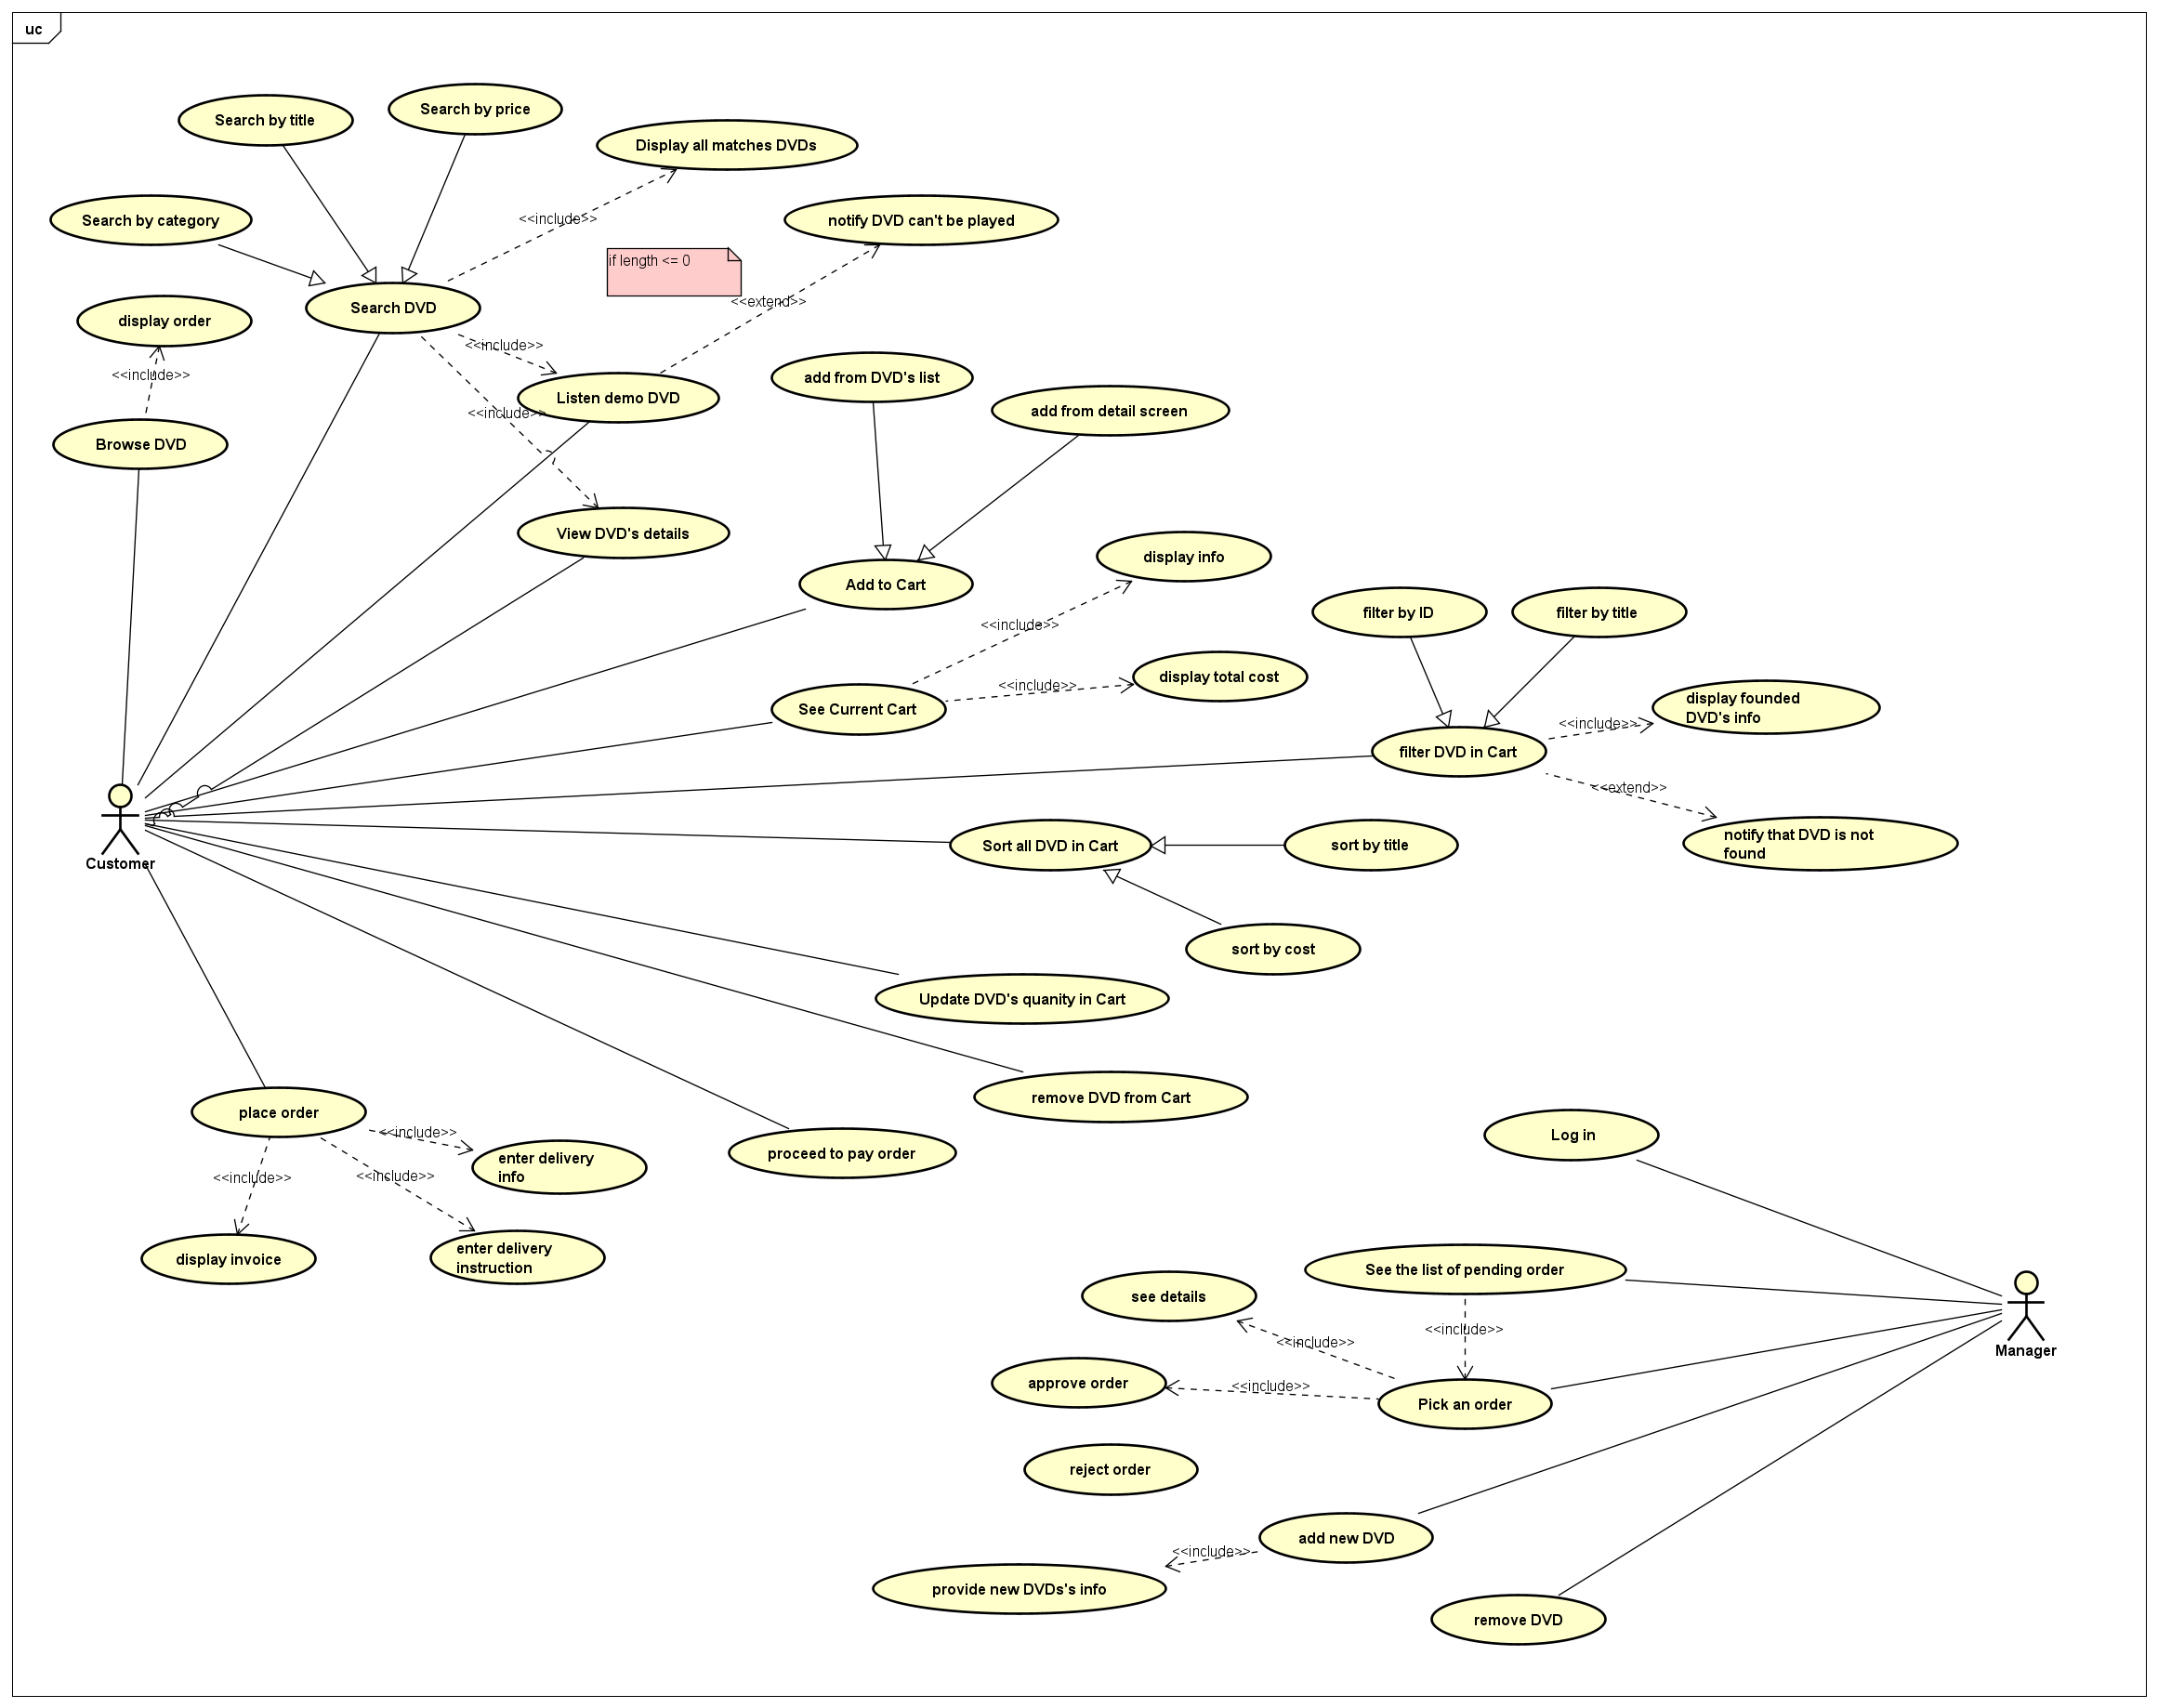 uc
Search by price
Search by title
Display all matches DVDs
Search by category
<<include>>
notify DVD can't be played
if length <= 0
<<extend>>
Search DVD
display order
<<include>>
<<include>>
Listen demo DVD
<<include>>
add from DVD's list
add from detail screen
Browse DVD
View DVD's details
display info
Add to Cart
<<include>>
filter by ID
filter by title
display total cost
<<include>>
See Current Cart
display founded
DVD's info
<<include>>
filter DVD in Cart
<<extend>>
notify that DVD is not
found
Sort all DVD in Cart
sort by title
Customer
sort by cost
Update DVD's quanity in Cart
remove DVD from Cart
place order
<<include>>
proceed to pay order
Log in
enter delivery
info
<<include>>
<<include>>
display invoice
enter delivery
instruction
See the list of pending order
see details
<<include>>
<<include>>
Manager
approve order
<<include>>
Pick an order
reject order
add new DVD
<<include>>
provide new DVDs's info
remove DVD